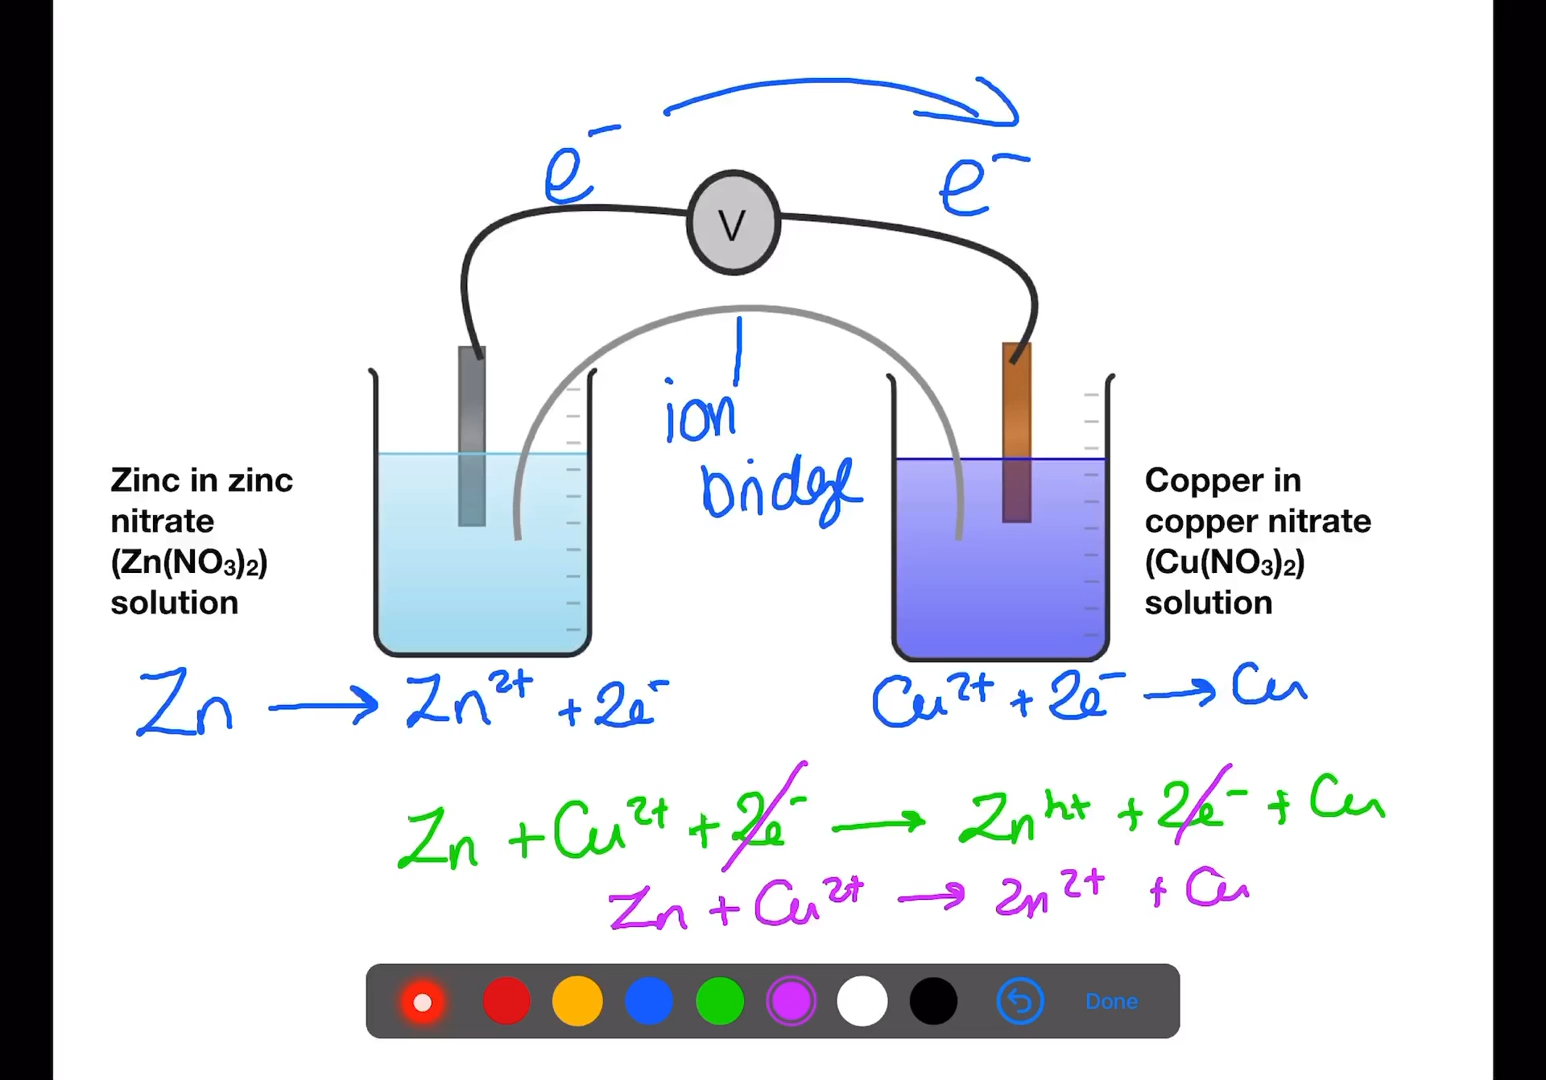 e⁻
e⁻
V
ion
bridge
Zinc in zinc
nitrate
(Zn(NO₃)₂)
solution
Copper in
copper nitrate
(Cu(NO₃)₂)
solution
Zn → Zn²⁺ + 2e⁻
Cu²⁺ + 2e⁻ → Cu
Zn + Cu²⁺ + 2e⁻ → Zn²⁺ + 2e⁻ + Cu
Zn + Cu²⁺ → Zn²⁺ + Cu
Done